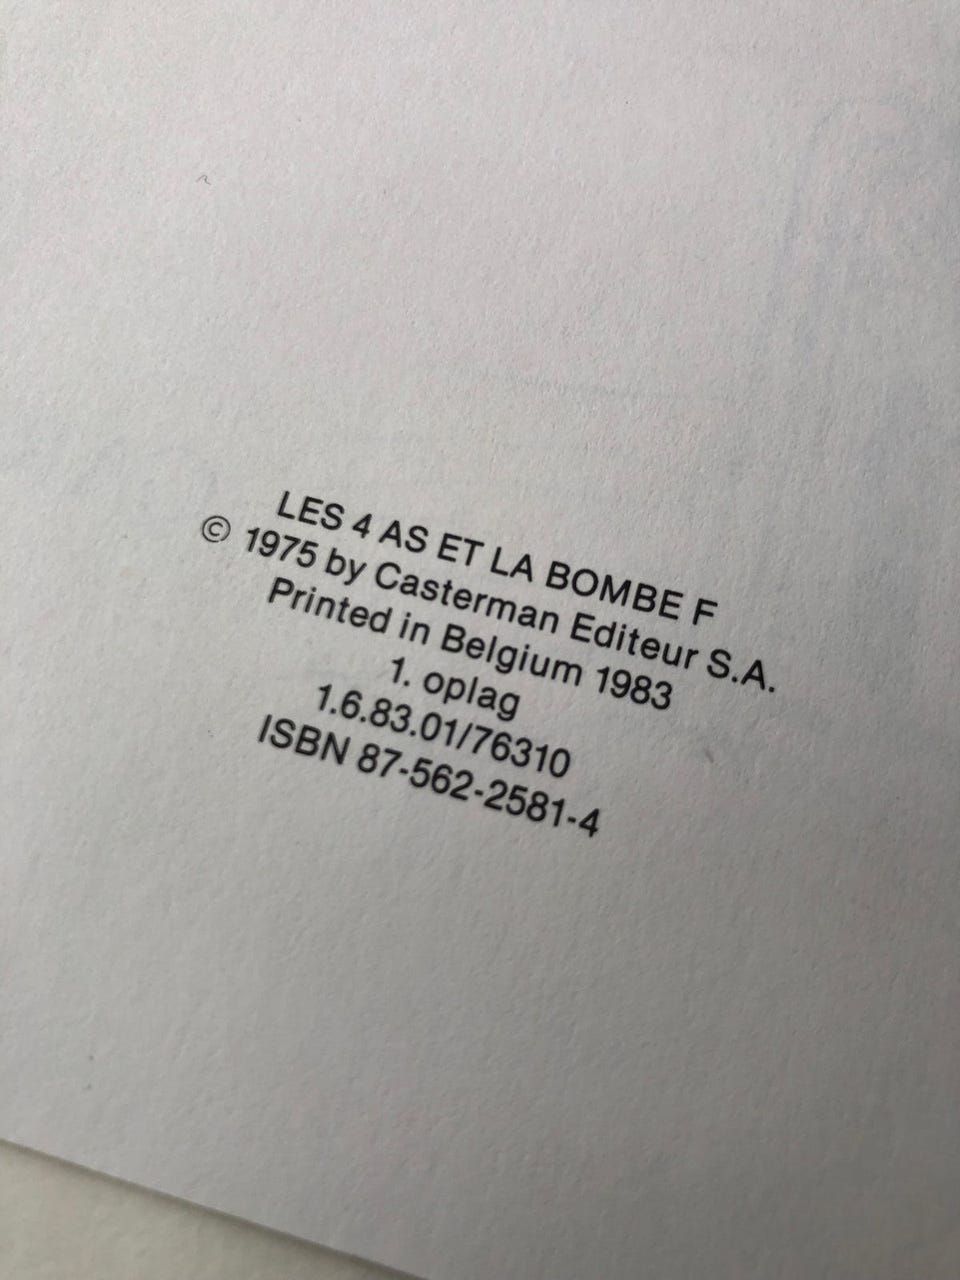 LES 4 AS ET LA BOMBE F
© 1975 by Casterman Editeur S.A.
Printed in Belgium 1983
1. oplag
1.6.83.01/76310
ISBN 87-562-2581-4